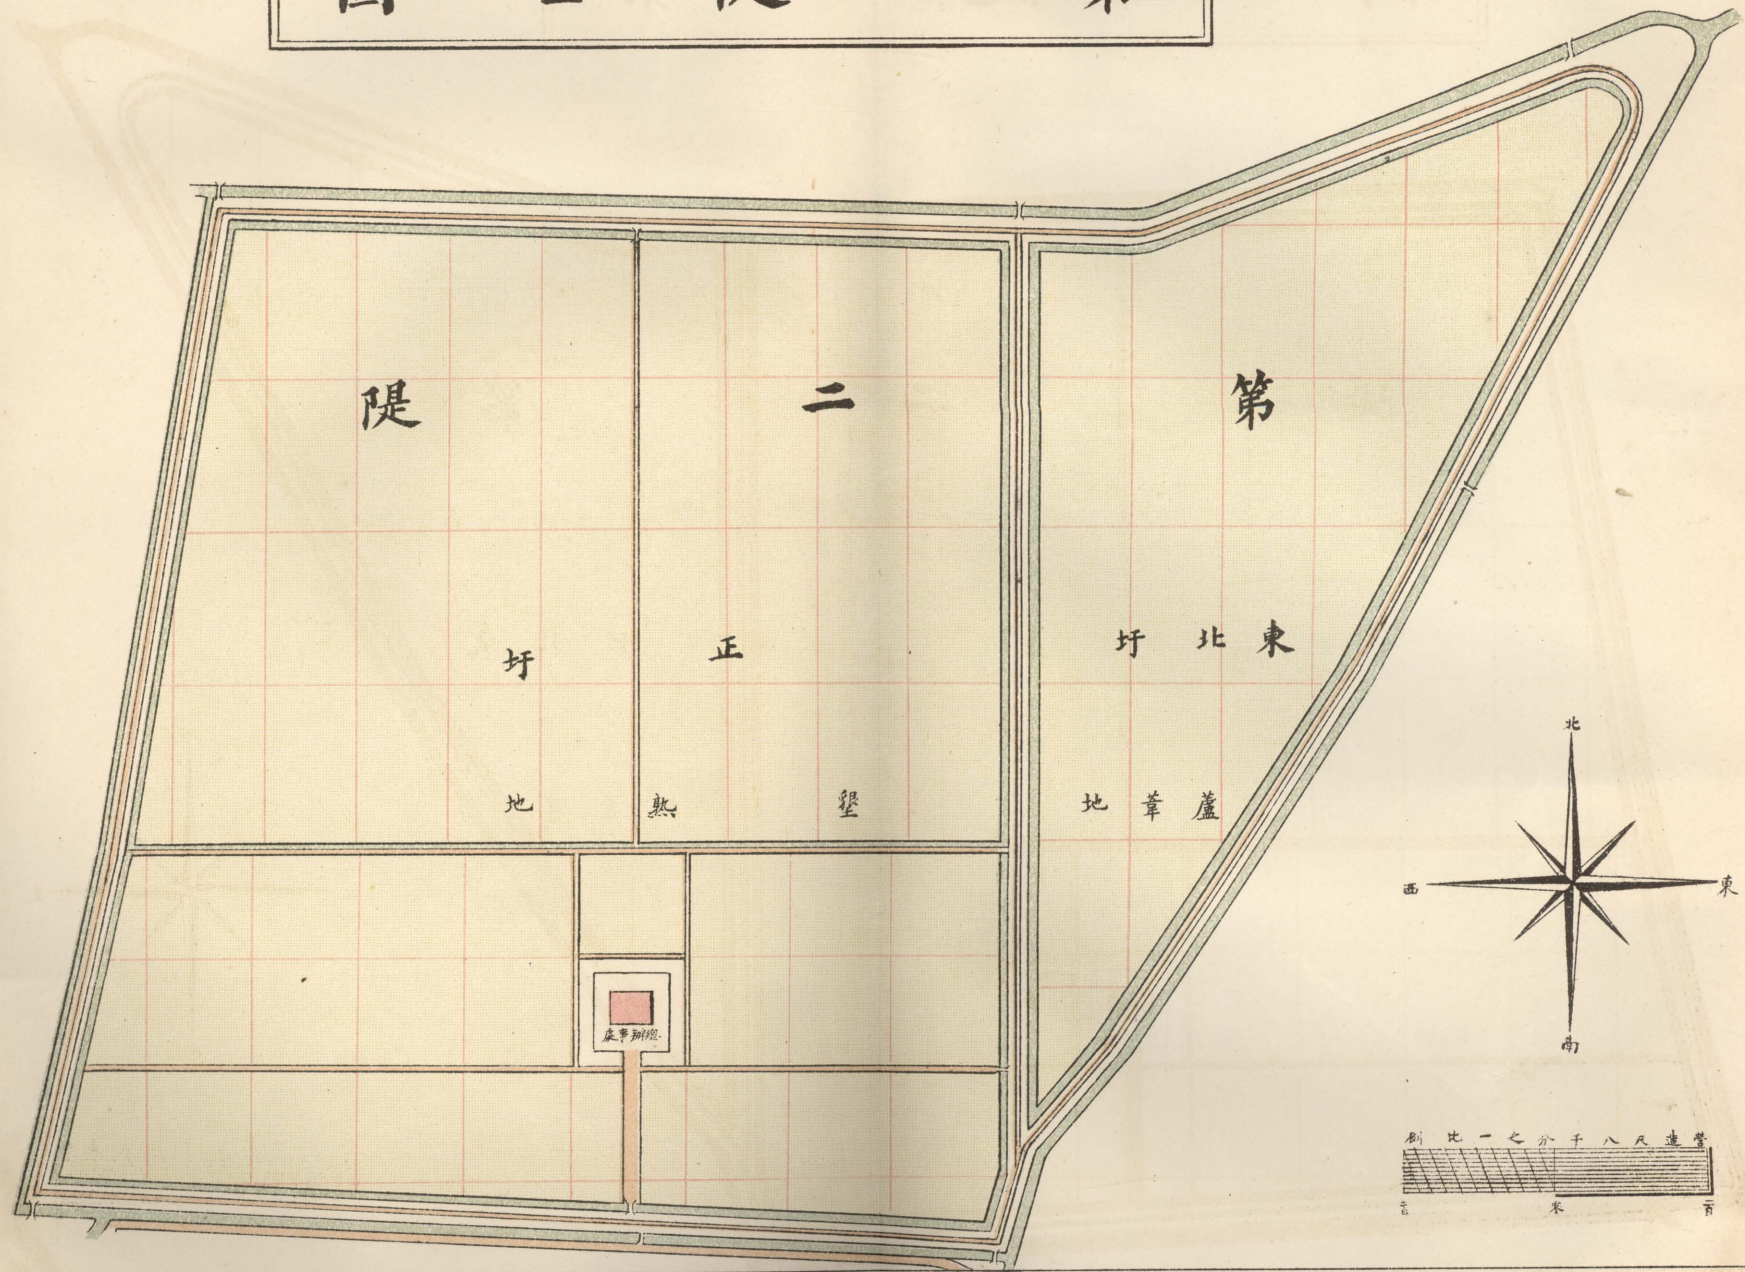 第二隄
東北圩
正圩
蘆葦地
墾熟地
總辦事處
北
東
西
南
營造尺八千分之一比例